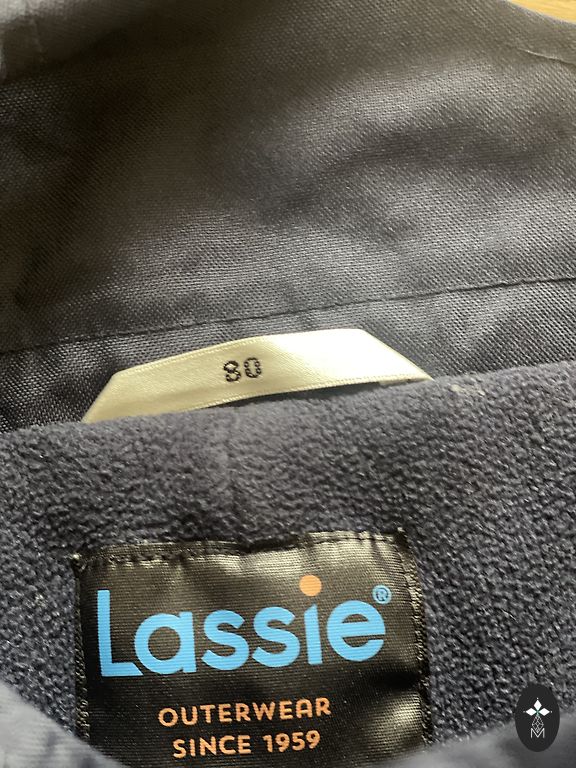 80
Lassie®
OUTERWEAR
SINCE 1959
M